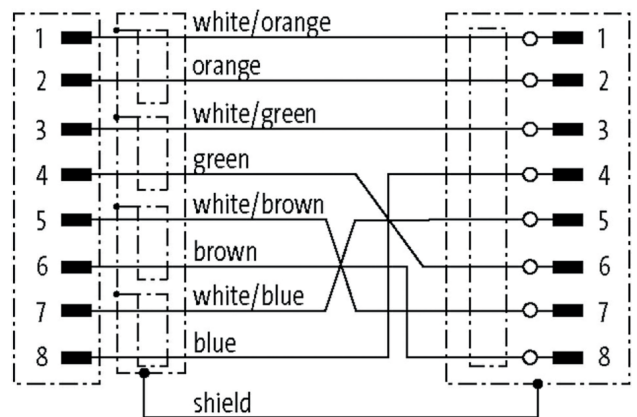 1 white/orange 1
2 orange 2
3 white/green 3
4 green 4
5 white/brown 5
6 brown 6
7 white/blue 7
8 blue 8
shield